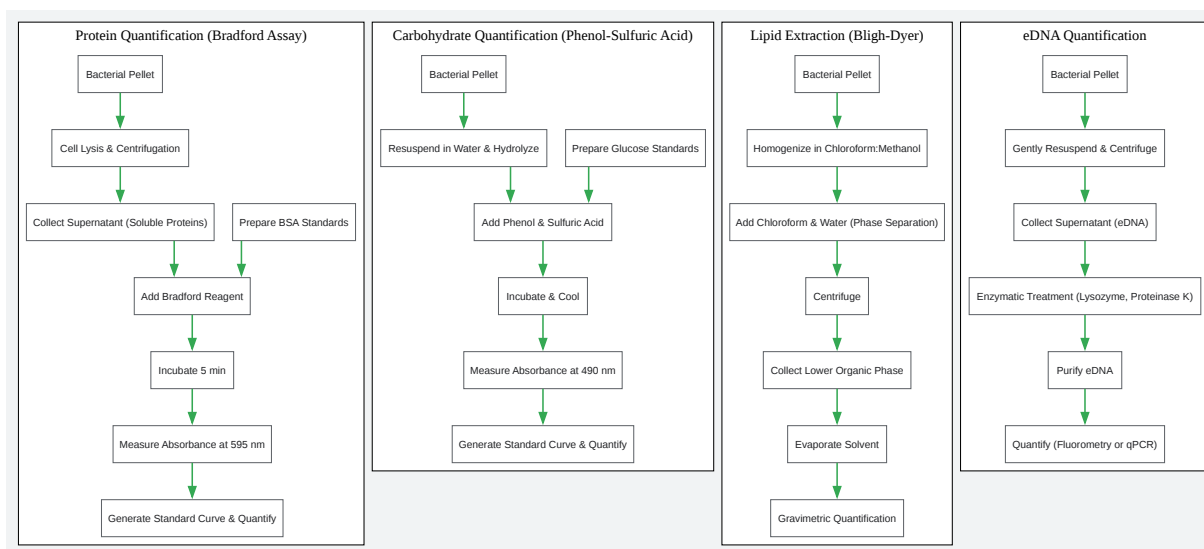 Protein Quantification (Bradford Assay)
Bacterial Pellet
Cell Lysis & Centrifugation
Collect Supernatant (Soluble Proteins)
Prepare BSA Standards
Add Bradford Reagent
Incubate 5 min
Measure Absorbance at 595 nm
Generate Standard Curve & Quantify
Carbohydrate Quantification (Phenol-Sulfuric Acid)
Bacterial Pellet
Resuspend in Water & Hydrolyze
Prepare Glucose Standards
Add Phenol & Sulfuric Acid
Incubate & Cool
Measure Absorbance at 490 nm
Generate Standard Curve & Quantify
Lipid Extraction (Bligh-Dyer)
Bacterial Pellet
Homogenize in Chloroform:Methanol
Add Chloroform & Water (Phase Separation)
Centrifuge
Collect Lower Organic Phase
Evaporate Solvent
Gravimetric Quantification
eDNA Quantification
Bacterial Pellet
Gently Resuspend & Centrifuge
Collect Supernatant (eDNA)
Enzymatic Treatment (Lysozyme, Proteinase K)
Purify eDNA
Quantify (Fluorometry or qPCR)